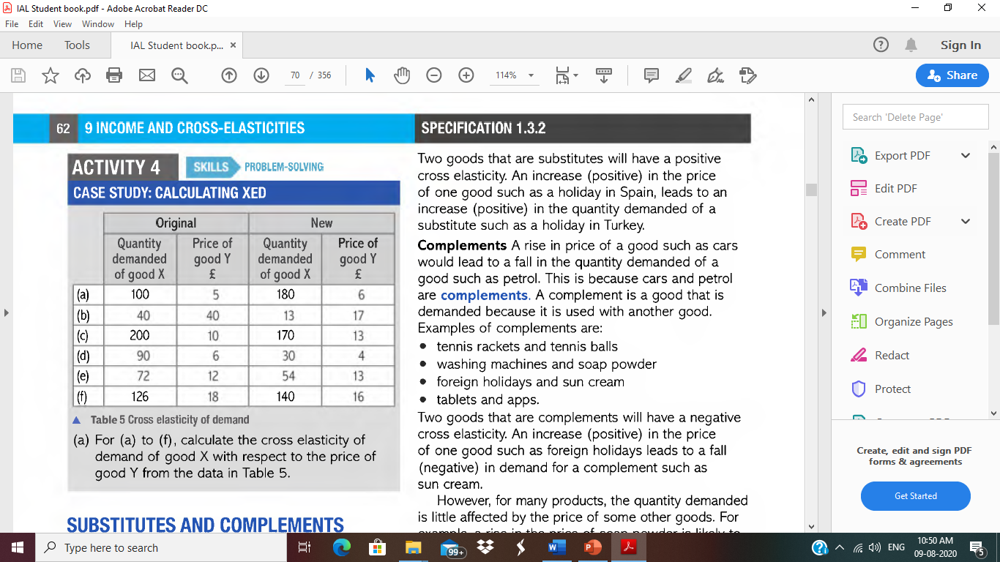 IAL Student book.pdf - Adobe Acrobat Reader DC
File Edit View Window Help
Home Tools IAL Student book.p... × Sign In
70 / 356 114% Share
62 9 INCOME AND CROSS-ELASTICITIES SPECIFICATION 1.3.2
ACTIVITY 4 SKILLS PROBLEM-SOLVING
CASE STUDY: CALCULATING XED
Original New
Quantity demanded of good X Price of good Y £ Quantity demanded of good X Price of good Y £
(a) 100 5 180 6
(b) 40 40 13 17
(c) 200 10 170 13
(d) 90 6 30 4
(e) 72 12 54 13
(f) 126 18 140 16
Table 5 Cross elasticity of demand
(a) For (a) to (f), calculate the cross elasticity of
demand of good X with respect to the price of
good Y from the data in Table 5.
SUBSTITUTES AND COMPLEMENTS
Two goods that are substitutes will have a positive
cross elasticity. An increase (positive) in the price
of one good such as a holiday in Spain, leads to an
increase (positive) in the quantity demanded of a
substitute such as a holiday in Turkey.
Complements A rise in price of a good such as cars
would lead to a fall in the quantity demanded of a
good such as petrol. This is because cars and petrol
are complements. A complement is a good that is
demanded because it is used with another good.
Examples of complements are:
• tennis rackets and tennis balls
• washing machines and soap powder
• foreign holidays and sun cream
• tablets and apps.
Two goods that are complements will have a negative
cross elasticity. An increase (positive) in the price
of one good such as foreign holidays leads to a fall
(negative) in demand for a complement such as
sun cream.
However, for many products, the quantity demanded
is little affected by the price of some other goods. For
Search 'Delete Page'
Export PDF
Edit PDF
Create PDF
Comment
Combine Files
Organize Pages
Redact
Protect
Create, edit and sign PDF
forms & agreements
Get Started
Type here to search
99+
ENG
10:50 AM
09-08-2020
5